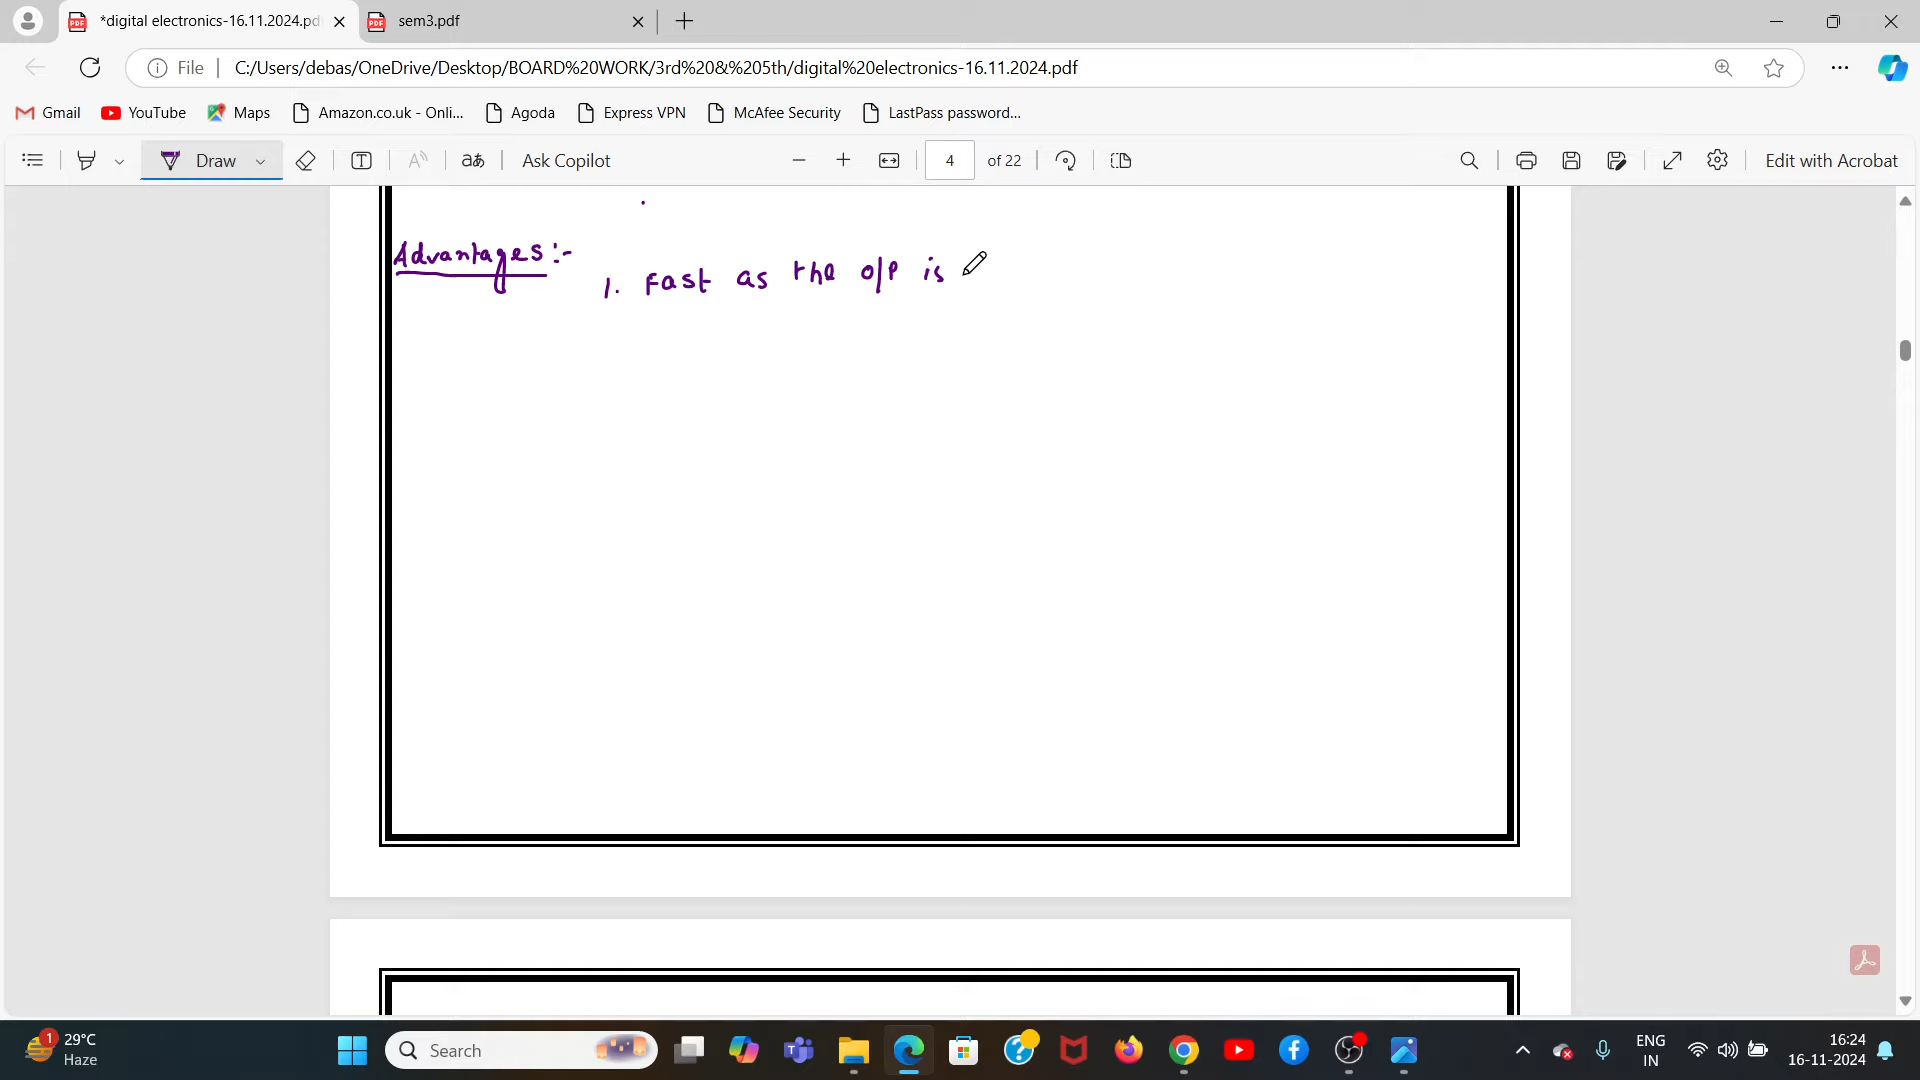 *digital electronics-16.11.2024.pd
sem3.pdf
File
C:/Users/debas/OneDrive/Desktop/BOARD%20WORK/3rd%20&%205th/digital%20electronics-16.11.2024.pdf
Gmail YouTube Maps Amazon.co.uk - Onli... Agoda Express VPN McAfee Security LastPass password...
Draw aあ Ask Copilot 4 of 22 Edit with Acrobat
Advantages :-
1. Fast as the o/p is
1 29°C
Haze
Search
ENG
IN
16:24
16-11-2024